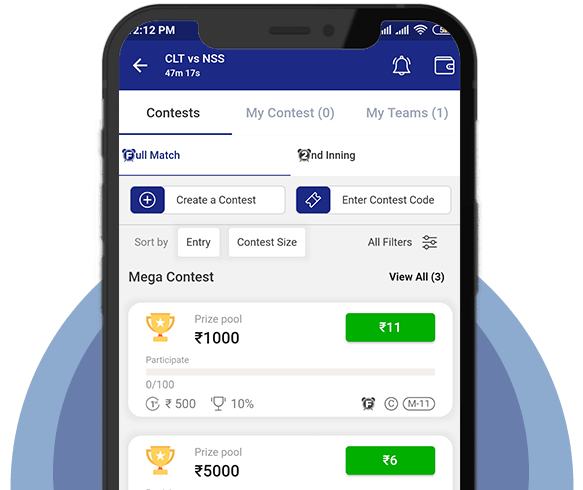 2:12 PM
CLT vs NSS
47m 17s
Contests My Contest (0) My Teams (1)
Full Match 2nd Inning
Create a Contest Enter Contest Code
Sort by Entry Contest Size All Filters
Mega Contest View All (3)
Prize pool
₹1000 ₹11
Participate
0/100
1st ₹ 500 10% F C M-11
Prize pool
₹5000 ₹6